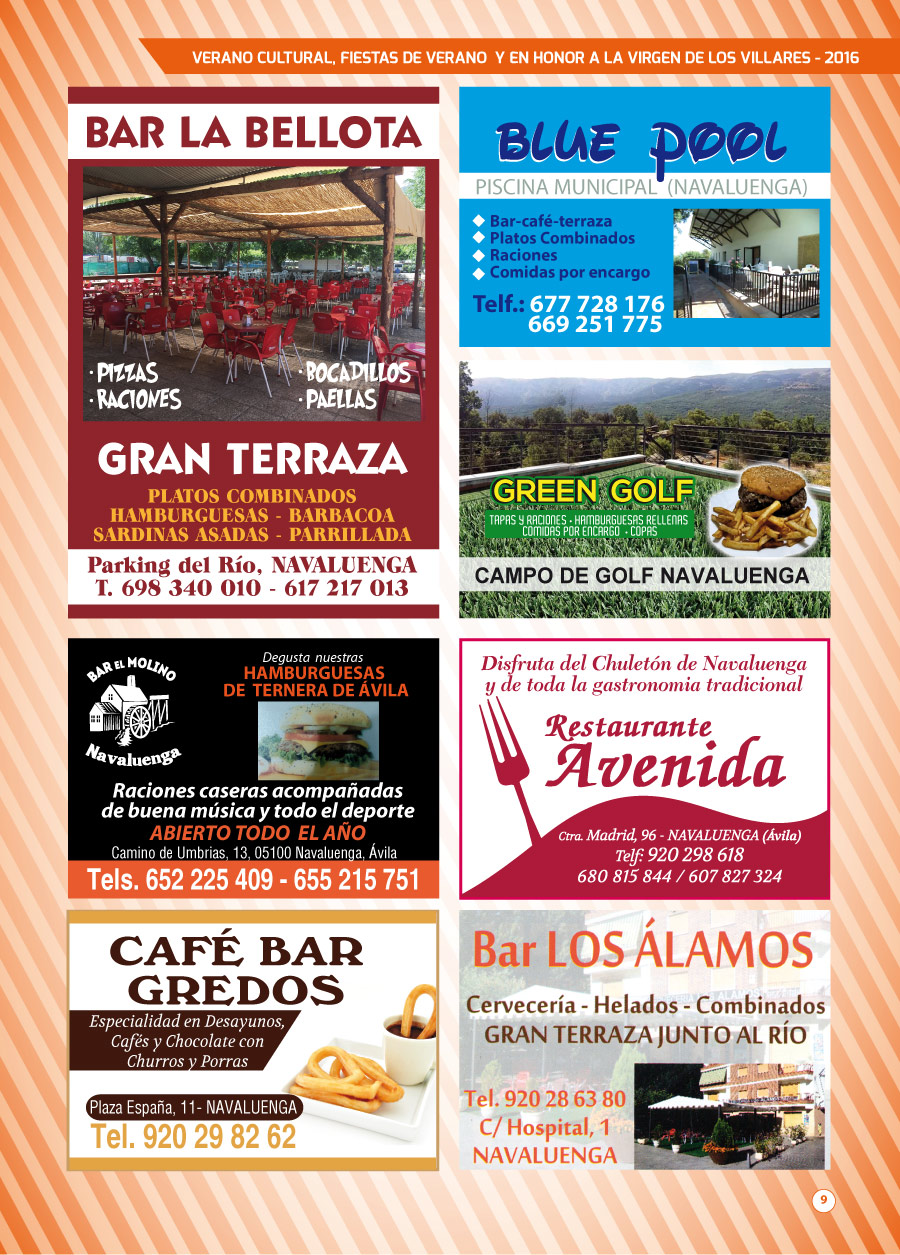 VERANO CULTURAL, FIESTAS DE VERANO Y EN HONOR A LA VIRGEN DE LOS VILLARES - 2016
BAR LA BELLOTA
· PIZZAS
· RACIONES
· BOCADILLOS
· PAELLAS
GRAN TERRAZA
PLATOS COMBINADOS
HAMBURGUESAS - BARBACOA
SARDINAS ASADAS - PARRILLADA
Parking del Río, NAVALUENGA
T. 698 340 010 - 617 217 013
BLUE POOL
PISCINA MUNICIPAL (NAVALUENGA)
Bar-café-terraza
Platos Combinados
Raciones
Comidas por encargo
Telf.: 677 728 176
669 251 775
GREEN GOLF
TAPAS Y RACIONES · HAMBURGUESAS RELLENAS
COMIDAS POR ENCARGO · COPAS
CAMPO DE GOLF NAVALUENGA
BAR EL MOLINO
Navaluenga
Degusta nuestras
HAMBURGUESAS
DE TERNERA DE ÁVILA
Raciones caseras acompañadas
de buena música y todo el deporte
ABIERTO TODO EL AÑO
Camino de Umbrias, 13, 05100 Navaluenga, Ávila
Tels. 652 225 409 - 655 215 751
Disfruta del Chuletón de Navaluenga
y de toda la gastronomia tradicional
Restaurante
Avenida
Ctra. Madrid, 96 - NAVALUENGA (Ávila)
Telf: 920 298 618
680 815 844 / 607 827 324
CAFÉ BAR
GREDOS
Especialidad en Desayunos,
Cafés y Chocolate con
Churros y Porras
Plaza España, 11- NAVALUENGA
Tel. 920 29 82 62
Bar LOS ÁLAMOS
Cervecería - Helados - Combinados
GRAN TERRAZA JUNTO AL RÍO
Tel. 920 28 63 80
C/ Hospital, 1
NAVALUENGA
9